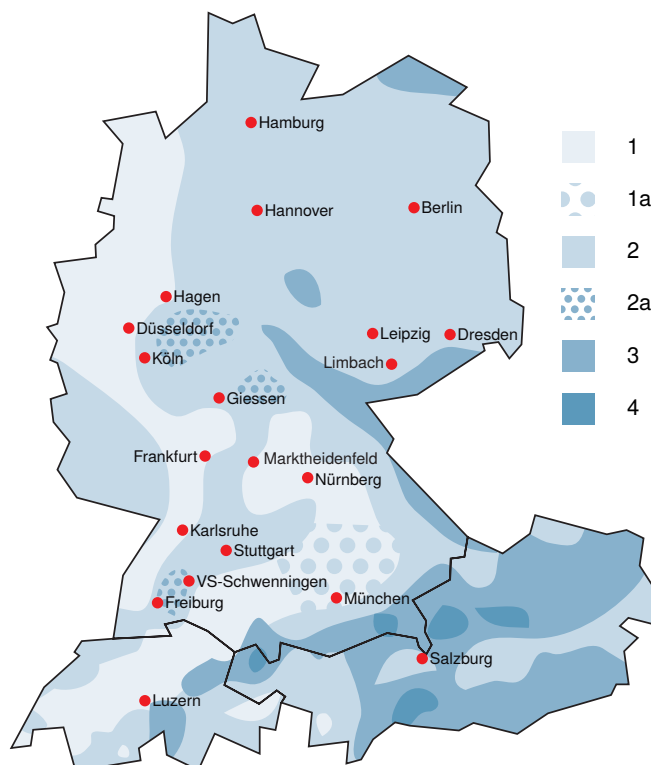 Hamburg
1
1a
Hannover
Berlin
2
Hagen
2a
Düsseldorf
Leipzig
Dresden
Köln
Limbach
3
Giessen
4
Frankfurt
Marktheidenfeld
Nürnberg
Karlsruhe
Stuttgart
VS-Schwenningen
Freiburg
München
Salzburg
Luzern